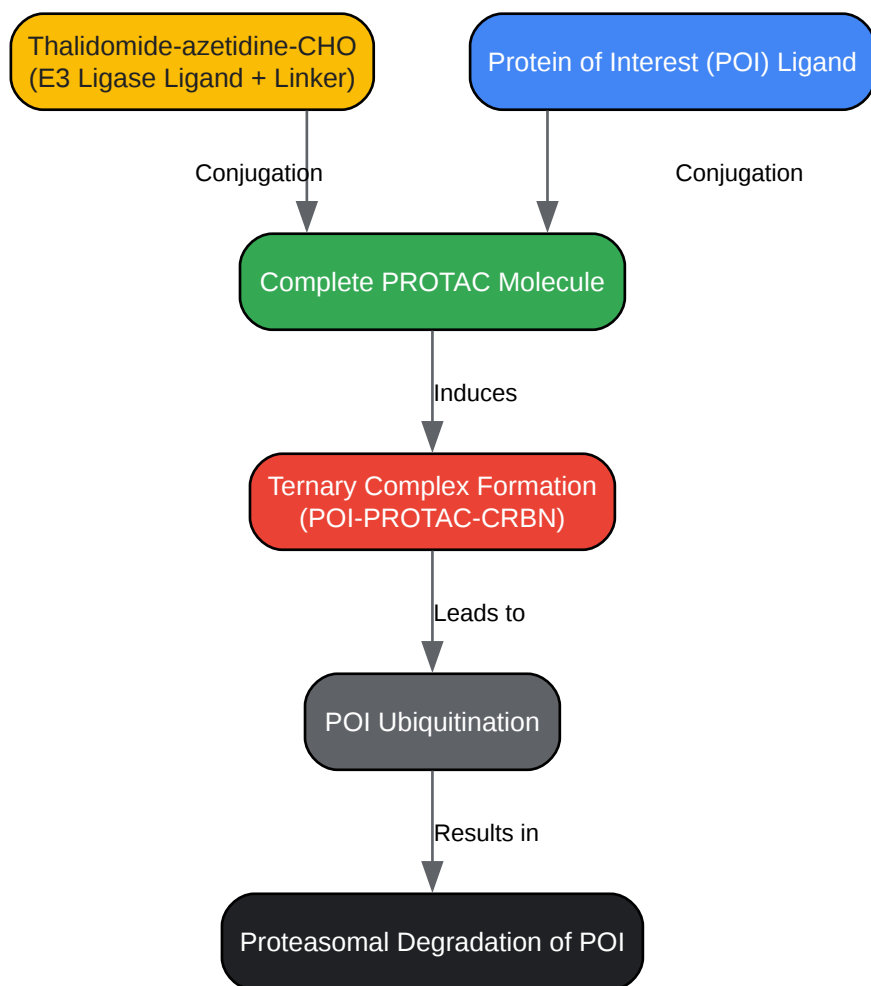 Thalidomide-azetidine-CHO
(E3 Ligase Ligand + Linker)
Protein of Interest (POI) Ligand
Conjugation
Conjugation
Complete PROTAC Molecule
Induces
Ternary Complex Formation
(POI-PROTAC-CRBN)
Leads to
POI Ubiquitination
Results in
Proteasomal Degradation of POI